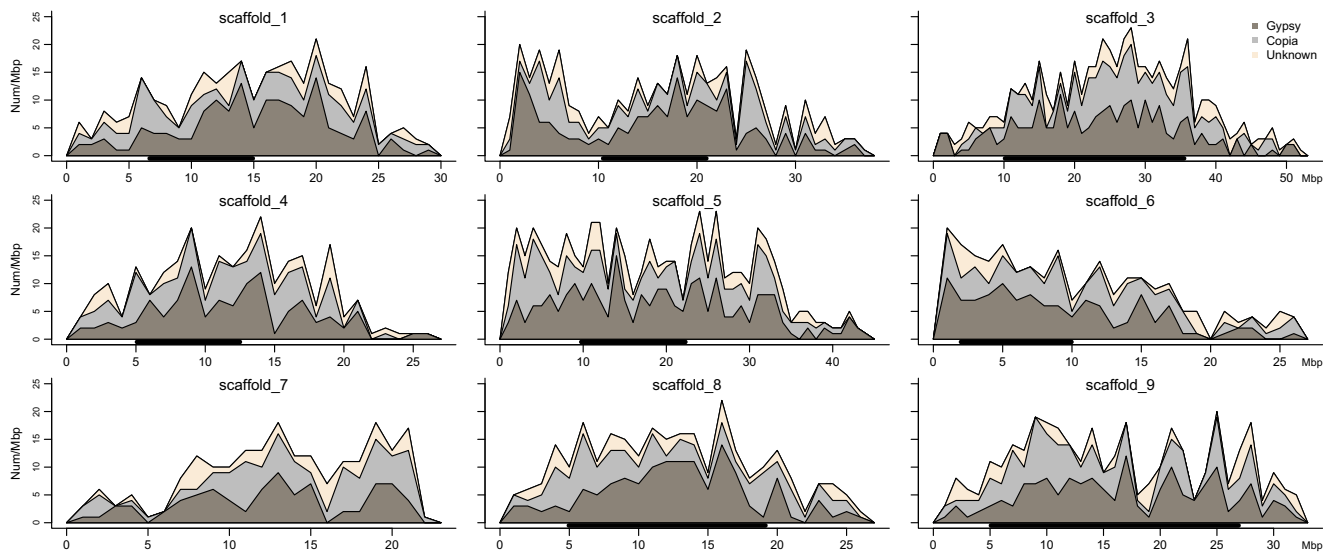 scaffold_1
scaffold_2
scaffold_3
Gypsy
Copia
Unknown
Num/Mbp
0 5 10 15 20 25
0 5 10 15 20 25 30
0 10 20 30
0 10 20 30 40 50 Mbp
scaffold_4
scaffold_5
scaffold_6
Num/Mbp
0 5 10 15 20 25
0 5 10 15 20 25
0 10 20 30 40
0 5 10 15 20 25 Mbp
scaffold_7
scaffold_8
scaffold_9
Num/Mbp
0 5 10 15 20 25
0 5 10 15 20
0 5 10 15 20 25
0 5 10 15 20 25 30 Mbp